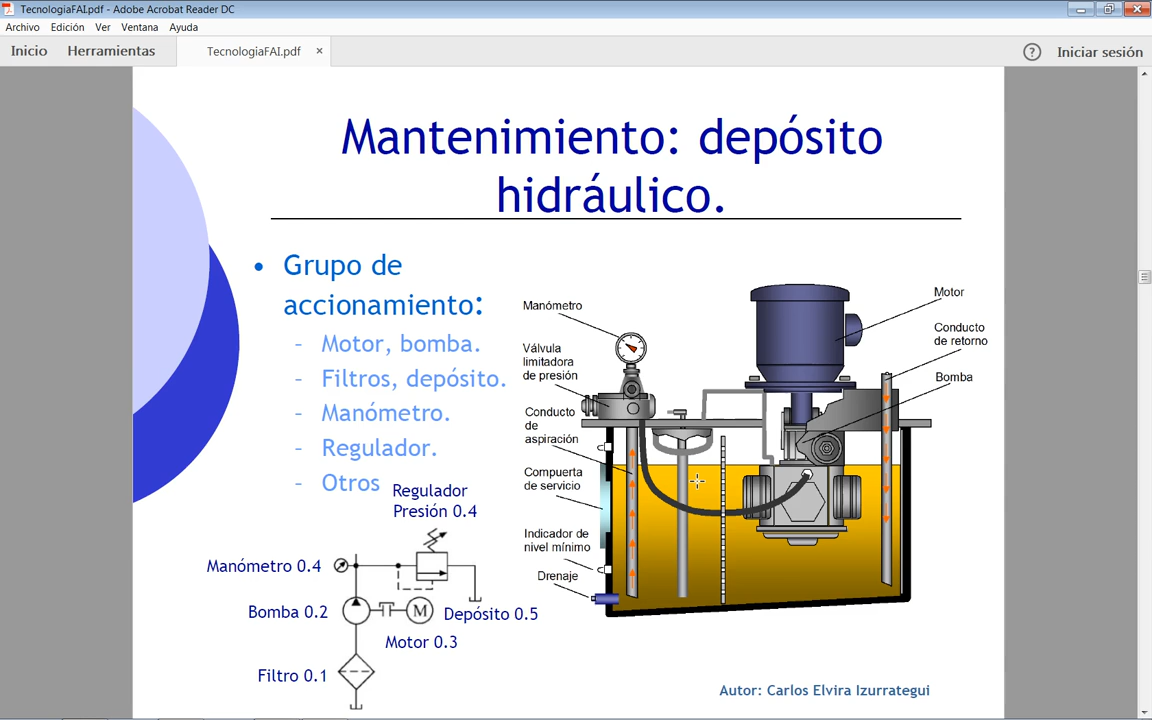 TecnologiaFAI.pdf - Adobe Acrobat Reader DC
Archivo Edición Ver Ventana Ayuda
Inicio Herramientas TecnologiaFAI.pdf × ? Iniciar sesión
Mantenimiento: depósito
hidráulico.
• Grupo de
accionamiento:
- Motor, bomba.
- Filtros, depósito.
- Manómetro.
- Regulador.
- Otros
Manómetro
Válvula
limitadora
de presión
Conducto
de
aspiración
Compuerta
de servicio
Indicador de
nivel mínimo
Drenaje
Motor
Conducto
de retorno
Bomba
Regulador
Presión 0.4
Manómetro 0.4
Bomba 0.2
M
Depósito 0.5
Motor 0.3
Filtro 0.1
Autor: Carlos Elvira Izurrategui